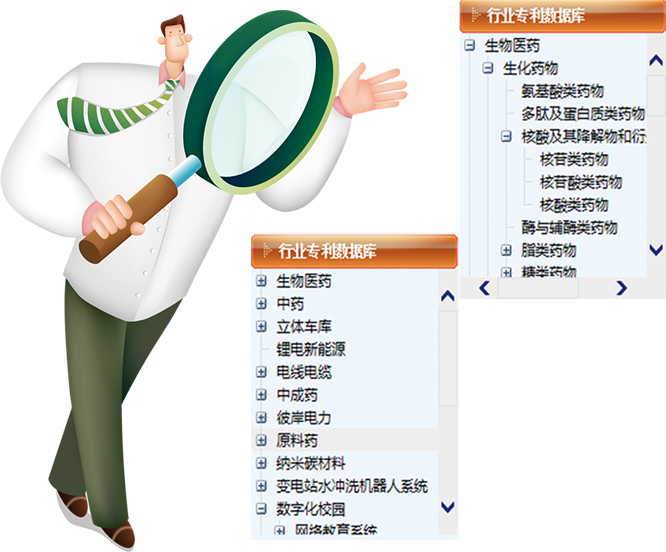 行业专利数据库
生物医药
生化药物
氨基酸类药物
多肽及蛋白质类药物
核酸及其降解物和衍
核苷类药物
核苷酸类药物
核酸类药物
酶与辅酶类药物
脂类药物
糖类药物
行业专利数据库
生物医药
中药
立体车库
锂电新能源
电线电缆
中成药
彼岸电力
原料药
纳米碳材料
变电站水冲洗机器人系统
数字化校园
网络教育系统